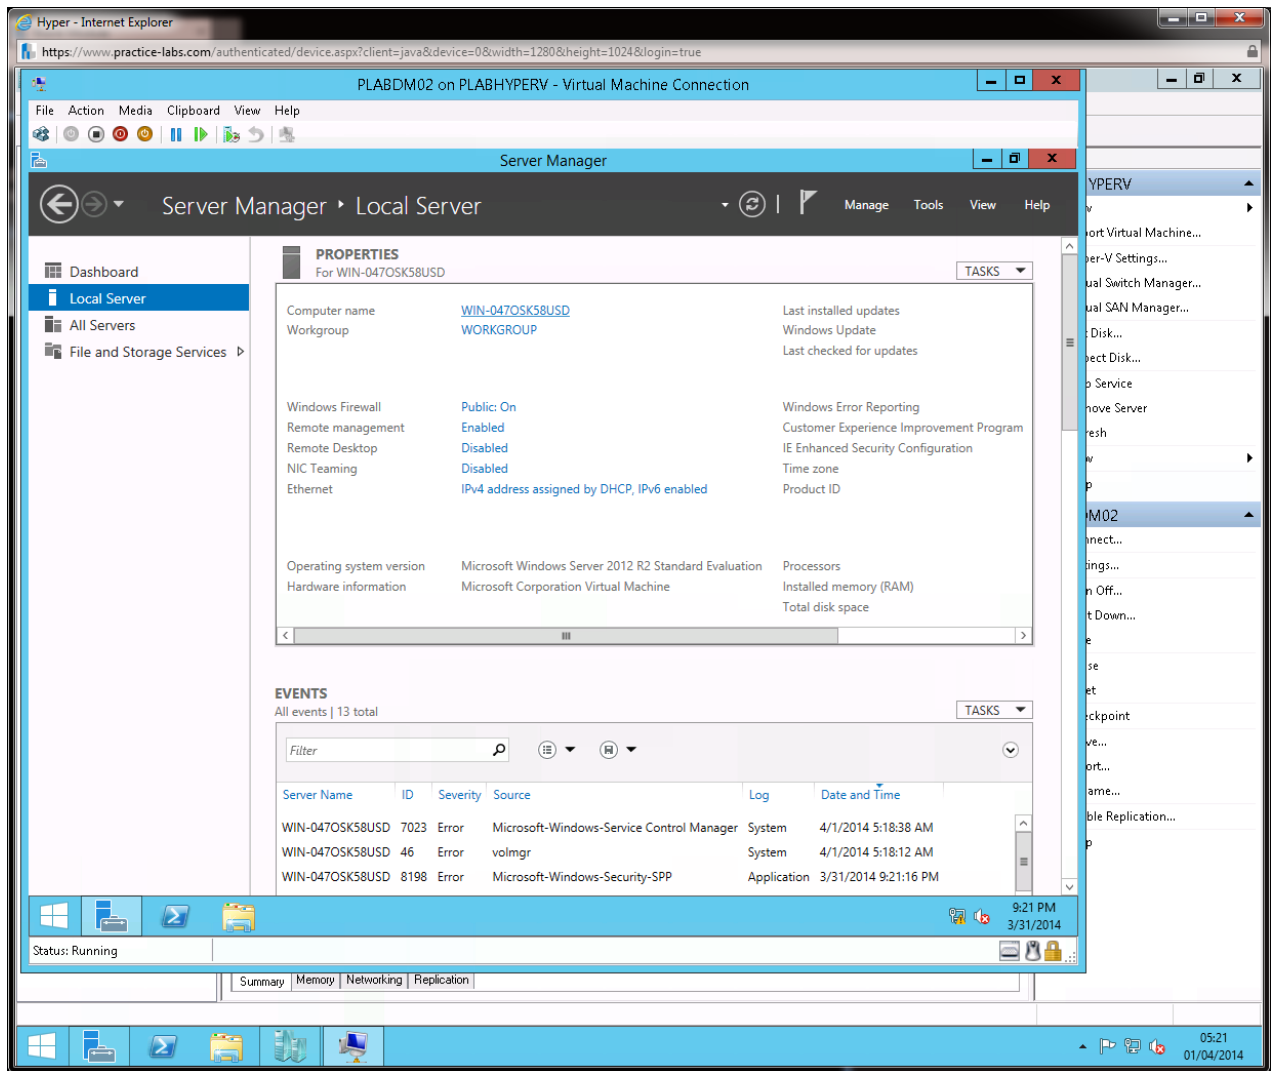 Hyper - Internet Explorer
https://www.practice-labs.com/authenticated/device.aspx?client=java&device=0&width=1280&height=1024&login=true
PLABDM02 on PLABHYPERV - Virtual Machine Connection
File Action Media Clipboard View Help
Server Manager
Server Manager ‣ Local Server
Manage Tools View Help
Dashboard
Local Server
All Servers
File and Storage Services
PROPERTIES
For WIN-047OSK58USD
TASKS
Computer name WIN-047OSK58USD Last installed updates
Workgroup WORKGROUP Windows Update
Last checked for updates
Windows Firewall Public: On Windows Error Reporting
Remote management Enabled Customer Experience Improvement Program
Remote Desktop Disabled IE Enhanced Security Configuration
NIC Teaming Disabled Time zone
Ethernet IPv4 address assigned by DHCP, IPv6 enabled Product ID
Operating system version Microsoft Windows Server 2012 R2 Standard Evaluation Processors
Hardware information Microsoft Corporation Virtual Machine Installed memory (RAM)
Total disk space
EVENTS
All events | 13 total
TASKS
Filter
Server Name ID Severity Source Log Date and Time
WIN-047OSK58USD 7023 Error Microsoft-Windows-Service Control Manager System 4/1/2014 5:18:38 AM
WIN-047OSK58USD 46 Error volmgr System 4/1/2014 5:18:12 AM
WIN-047OSK58USD 8198 Error Microsoft-Windows-Security-SPP Application 3/31/2014 9:21:16 PM
9:21 PM
3/31/2014
Status: Running
Summary Memory Networking Replication
YPERV
ort Virtual Machine...
er-V Settings...
ual Switch Manager...
ual SAN Manager...
Disk...
pect Disk...
Service
nove Server
resh
M02
nnect...
ings...
n Off...
t Down...
se
et
eckpoint
ve...
ort...
ame...
ble Replication...
p
05:21
01/04/2014